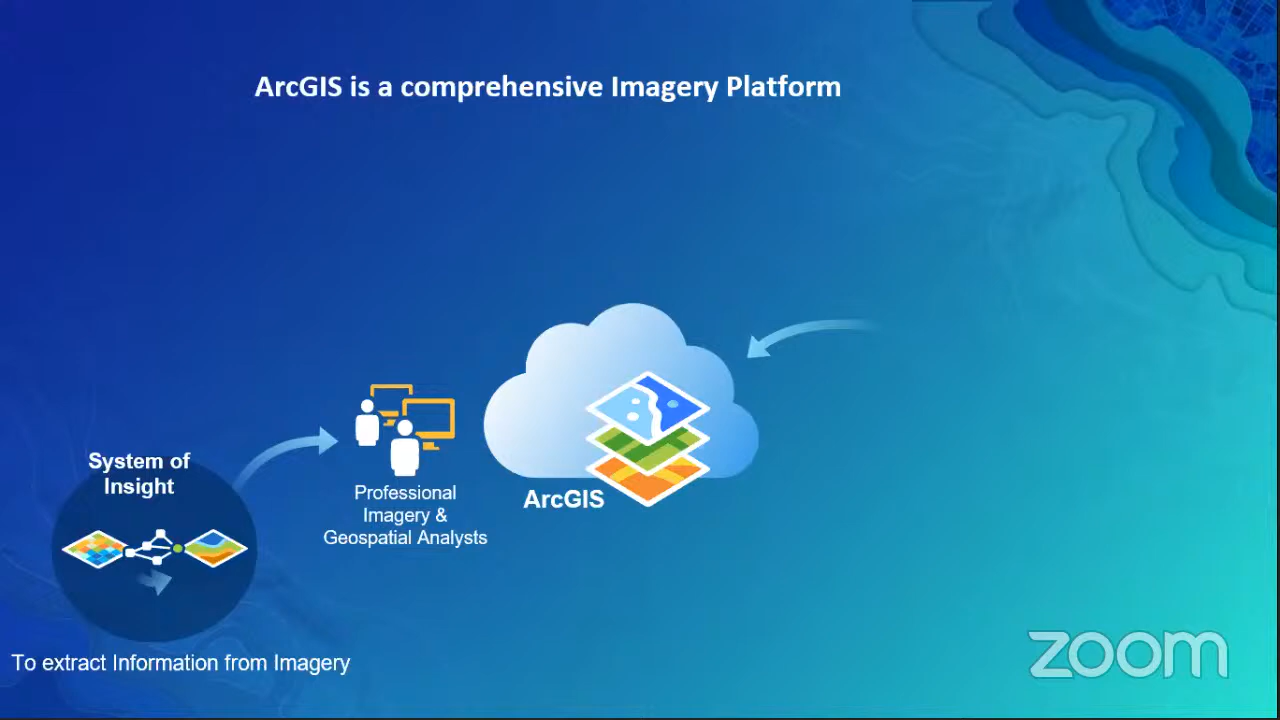 ArcGIS is a comprehensive Imagery Platform
System of
Insight
Professional
Imagery &
Geospatial Analysts
ArcGIS
To extract Information from Imagery
zoom